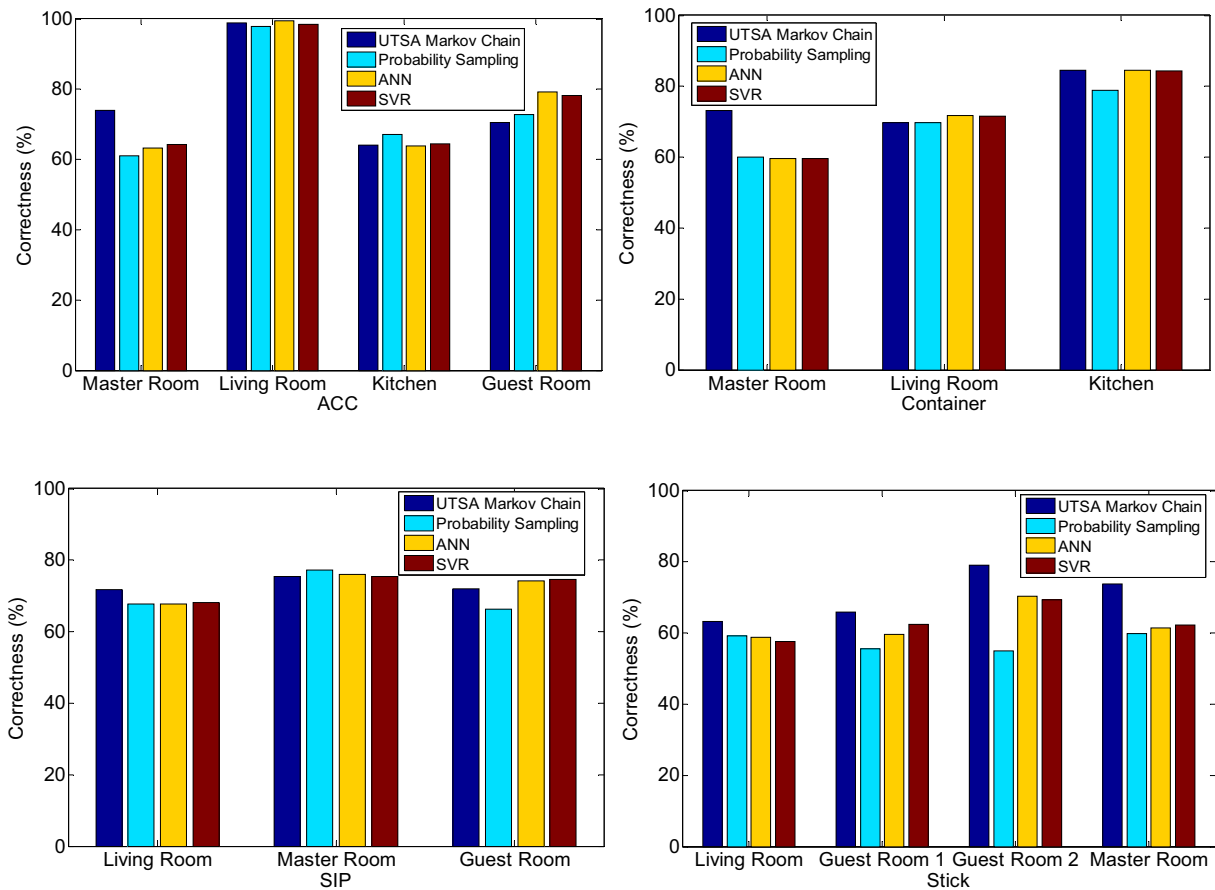 100
80
60
40
20
0
Correctness (%)
UTSA Markov Chain
Probability Sampling
ANN
SVR
Master Room Living Room Kitchen Guest Room
ACC
100
80
60
40
20
0
Correctness (%)
UTSA Markov Chain
Probability Sampling
ANN
SVR
Master Room Living Room Kitchen
Container
100
80
60
40
20
0
Correctness (%)
UTSA Markov Chain
Probability Sampling
ANN
SVR
Living Room Master Room Guest Room
SIP
100
80
60
40
20
0
Correctness (%)
UTSA Markov Chain
Probability Sampling
ANN
SVR
Living Room Guest Room 1 Guest Room 2 Master Room
Stick